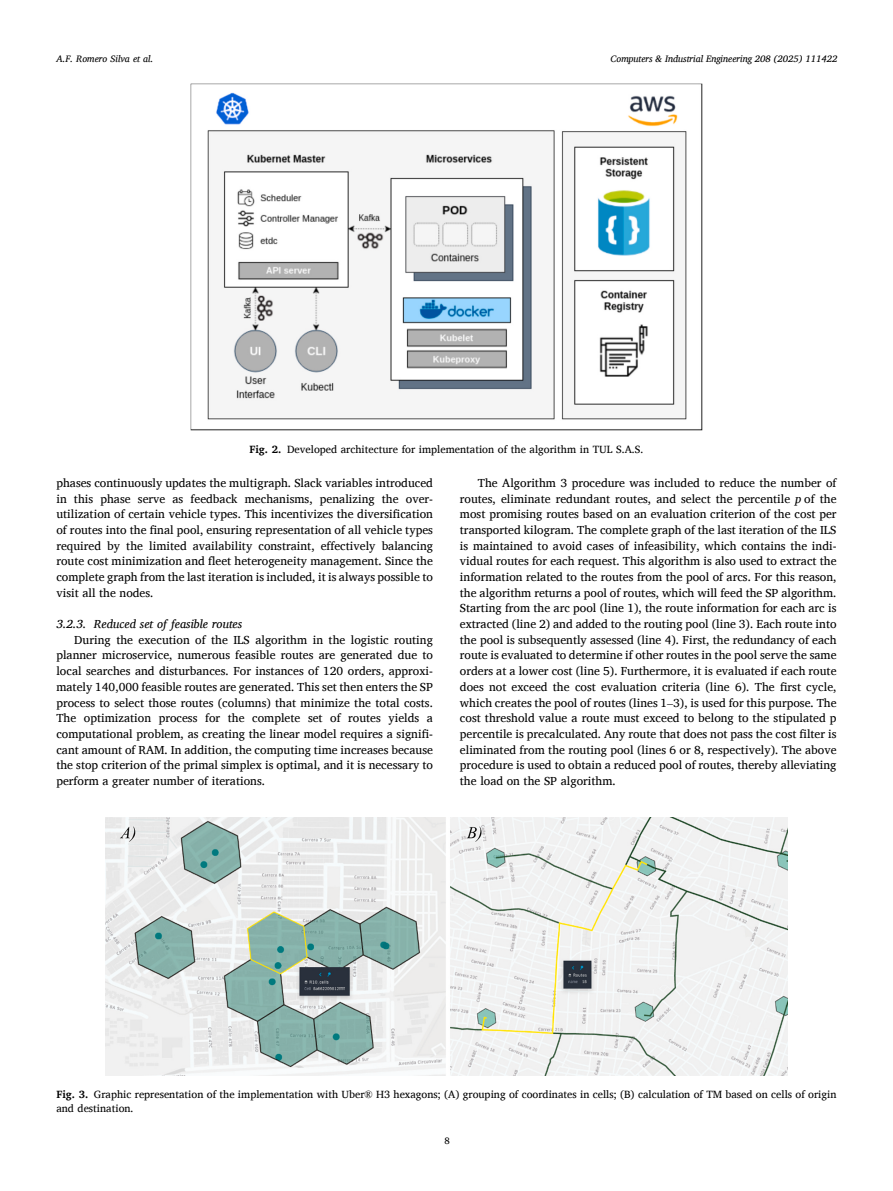 A.F. Romero Silva et al.
Computers & Industrial Engineering 208 (2025) 111422
aws
Kubernet Master
Microservices
Persistent
Storage
Scheduler
Controller Manager
etdc
API server
Kafka
POD
Containers
{ }
Container
Registry
Kafka
docker
Kubelet
Kubeproxy
UI
CLI
User
Interface
Kubectl
Fig. 2. Developed architecture for implementation of the algorithm in TUL S.A.S.
phases continuously updates the multigraph. Slack variables introduced
in this phase serve as feedback mechanisms, penalizing the over-
utilization of certain vehicle types. This incentivizes the diversification
of routes into the final pool, ensuring representation of all vehicle types
required by the limited availability constraint, effectively balancing
route cost minimization and fleet heterogeneity management. Since the
complete graph from the last iteration is included, it is always possible to
visit all the nodes.
3.2.3. Reduced set of feasible routes
During the execution of the ILS algorithm in the logistic routing
planner microservice, numerous feasible routes are generated due to
local searches and disturbances. For instances of 120 orders, approxi-
mately 140,000 feasible routes are generated. This set then enters the SP
process to select those routes (columns) that minimize the total costs.
The optimization process for the complete set of routes yields a
computational problem, as creating the linear model requires a signifi-
cant amount of RAM. In addition, the computing time increases because
the stop criterion of the primal simplex is optimal, and it is necessary to
perform a greater number of iterations.
The Algorithm 3 procedure was included to reduce the number of
routes, eliminate redundant routes, and select the percentile p of the
most promising routes based on an evaluation criterion of the cost per
transported kilogram. The complete graph of the last iteration of the ILS
is maintained to avoid cases of infeasibility, which contains the indi-
vidual routes for each request. This algorithm is also used to extract the
information related to the routes from the pool of arcs. For this reason,
the algorithm returns a pool of routes, which will feed the SP algorithm.
Starting from the arc pool (line 1), the route information for each arc is
extracted (line 2) and added to the routing pool (line 3). Each route into
the pool is subsequently assessed (line 4). First, the redundancy of each
route is evaluated to determine if other routes in the pool serve the same
orders at a lower cost (line 5). Furthermore, it is evaluated if each route
does not exceed the cost evaluation criteria (line 6). The first cycle,
which creates the pool of routes (lines 1–3), is used for this purpose. The
cost threshold value a route must exceed to belong to the stipulated p
percentile is precalculated. Any route that does not pass the cost filter is
eliminated from the routing pool (lines 6 or 8, respectively). The above
procedure is used to obtain a reduced pool of routes, thereby alleviating
the load on the SP algorithm.
A)
B)
Carrera 7 Sur
Carrera 7A
Avenida Circunvalar
R10 cells
Routes
Fig. 3. Graphic representation of the implementation with Uber® H3 hexagons; (A) grouping of coordinates in cells; (B) calculation of TM based on cells of origin
and destination.
8